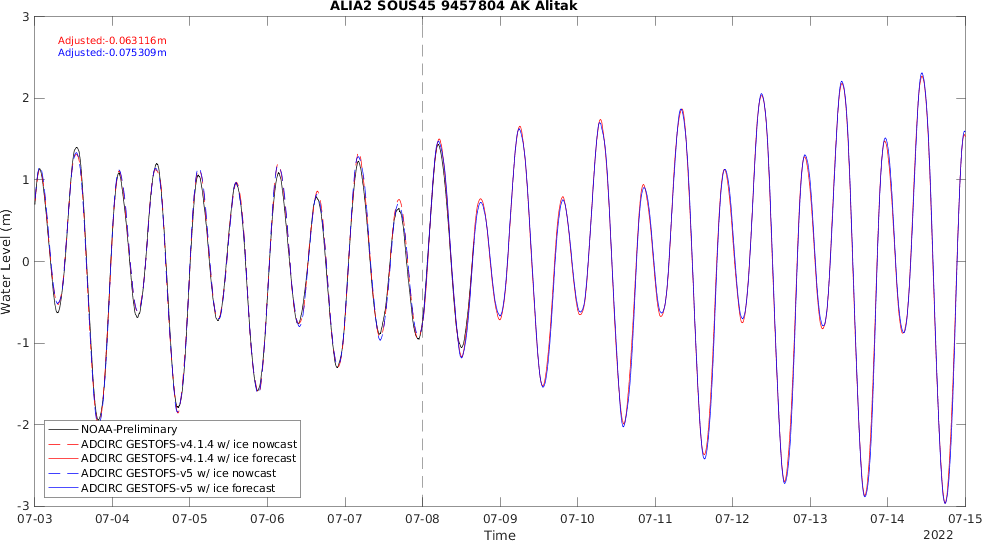 ALIA2 SOUS45 9457804 AK Alitak
3
Adjusted:-0.063116m
Adjusted:-0.075309m
2
1
0
-1
-2
-3
Water Level (m)
NOAA-Preliminary
ADCIRC GESTOFS-v4.1.4 w/ ice nowcast
ADCIRC GESTOFS-v4.1.4 w/ ice forecast
ADCIRC GESTOFS-v5 w/ ice nowcast
ADCIRC GESTOFS-v5 w/ ice forecast
07-03 07-04 07-05 07-06 07-07 07-08 07-09 07-10 07-11 07-12 07-13 07-14 07-15
Time
2022